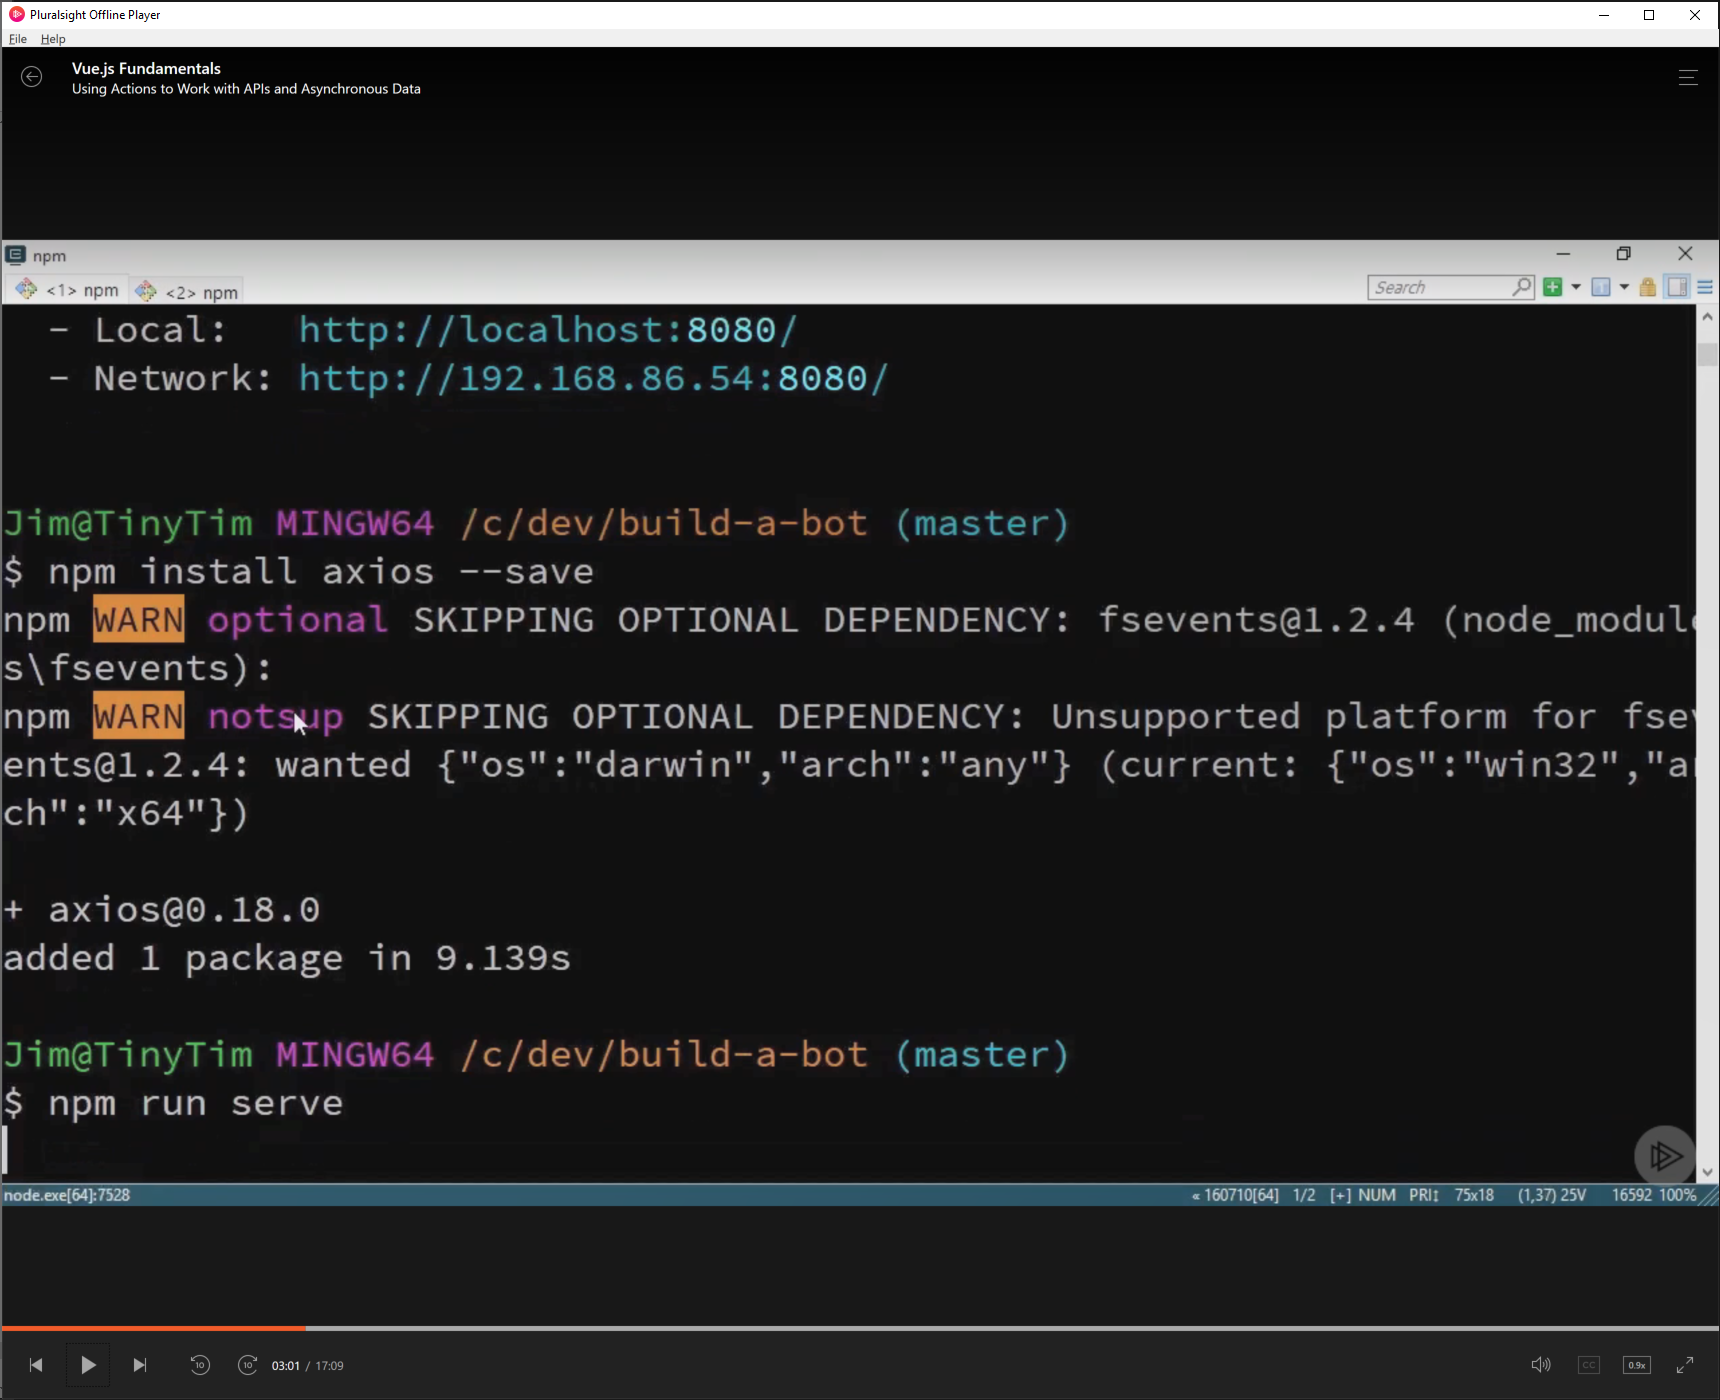 Pluralsight Offline Player
File Help
Vue.js Fundamentals
Using Actions to Work with APIs and Asynchronous Data
npm
<1> npm <2> npm Search
- Local: http://localhost:8080/
- Network: http://192.168.86.54:8080/
Jim@TinyTim MINGW64 /c/dev/build-a-bot (master)
$ npm install axios --save
npm WARN optional SKIPPING OPTIONAL DEPENDENCY: fsevents@1.2.4 (node_module
s\fsevents):
npm WARN notsup SKIPPING OPTIONAL DEPENDENCY: Unsupported platform for fsev
ents@1.2.4: wanted {"os":"darwin","arch":"any"} (current: {"os":"win32","ar
ch":"x64"})
+ axios@0.18.0
added 1 package in 9.139s
Jim@TinyTim MINGW64 /c/dev/build-a-bot (master)
$ npm run serve
node.exe[64]:7528 « 160710[64] 1/2 [+] NUM PRI↕ 75x18 (1,37) 25V 16592 100%
10 10 03:01 / 17:09 CC 0.9x